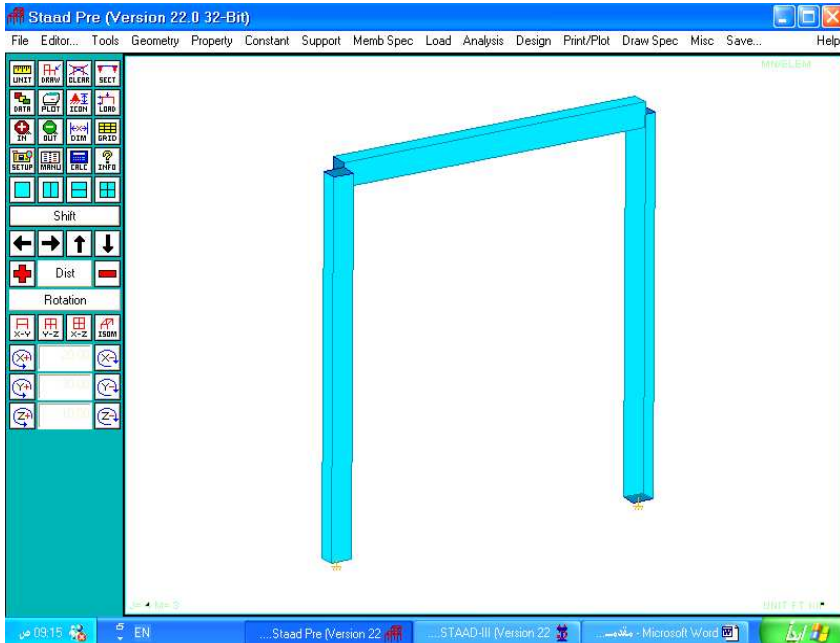 Staad Pre (Version 22.0 32-Bit)
File Editor... Tools Geometry Property Constant Support Memb Spec Load Analysis Design Print/Plot Draw Spec Misc Save... Help
UNIT DRAW CLEAR SECT
DATA PLOT ICON LOAD
IN OUT DIM GRID
SETUP MANU CALC INFO
Shift
Dist
Rotation
X-Y Y-Z X-Z ISOM
X+ X-
Y+ Y-
Z+ Z-
09:15 ص
EN
....Staad Pre (Version 22
....STAAD-III (Version 22
Microsoft Word - مقدمـ...
ابدأ